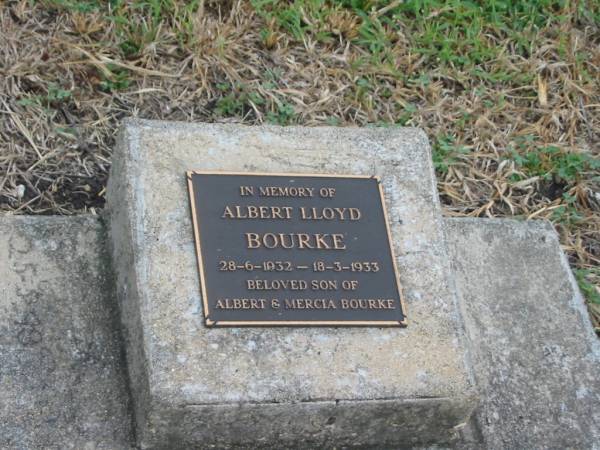 IN MEMORY OF
ALBERT LLOYD
BOURKE
28-6-1932 — 18-3-1933
BELOVED SON OF
ALBERT & MERCIA BOURKE